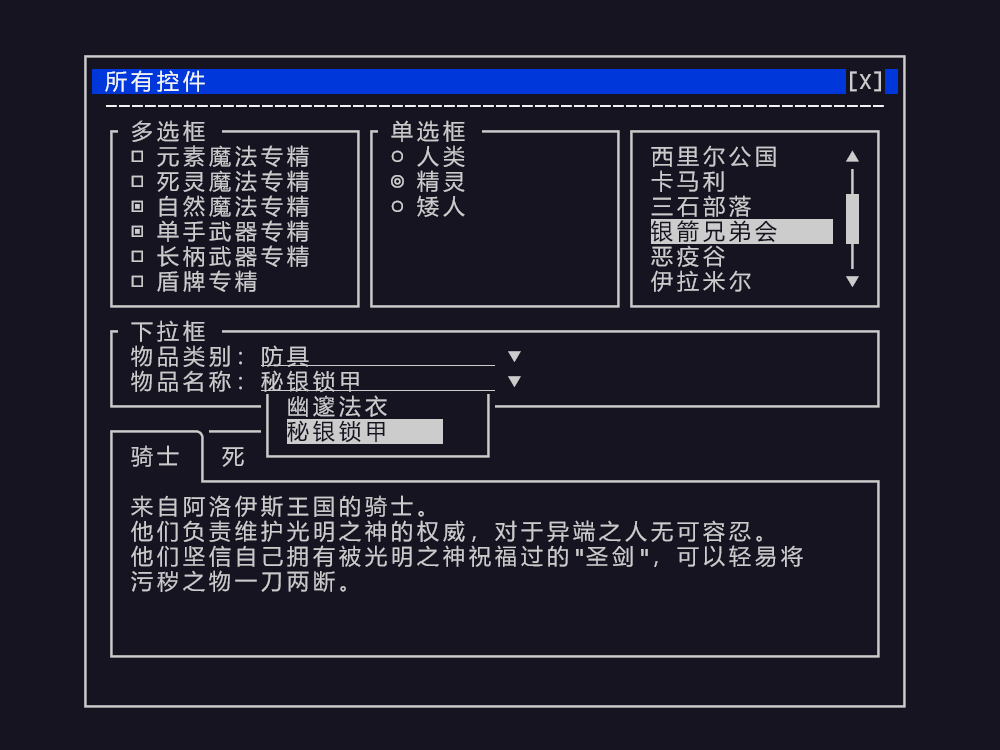 所有控件 [X]
多选框
元素魔法专精
死灵魔法专精
自然魔法专精
单手武器专精
长柄武器专精
盾牌专精
单选框
人类
精灵
矮人
西里尔公国
卡马利
三石部落
银箭兄弟会
恶疫谷
伊拉米尔
下拉框
物品类别：防具
物品名称：秘银锁甲
幽邃法衣
秘银锁甲
骑士 死
来自阿洛伊斯王国的骑士。
他们负责维护光明之神的权威，对于异端之人无可容忍。
他们坚信自己拥有被光明之神祝福过的"圣剑"，可以轻易将
污秽之物一刀两断。